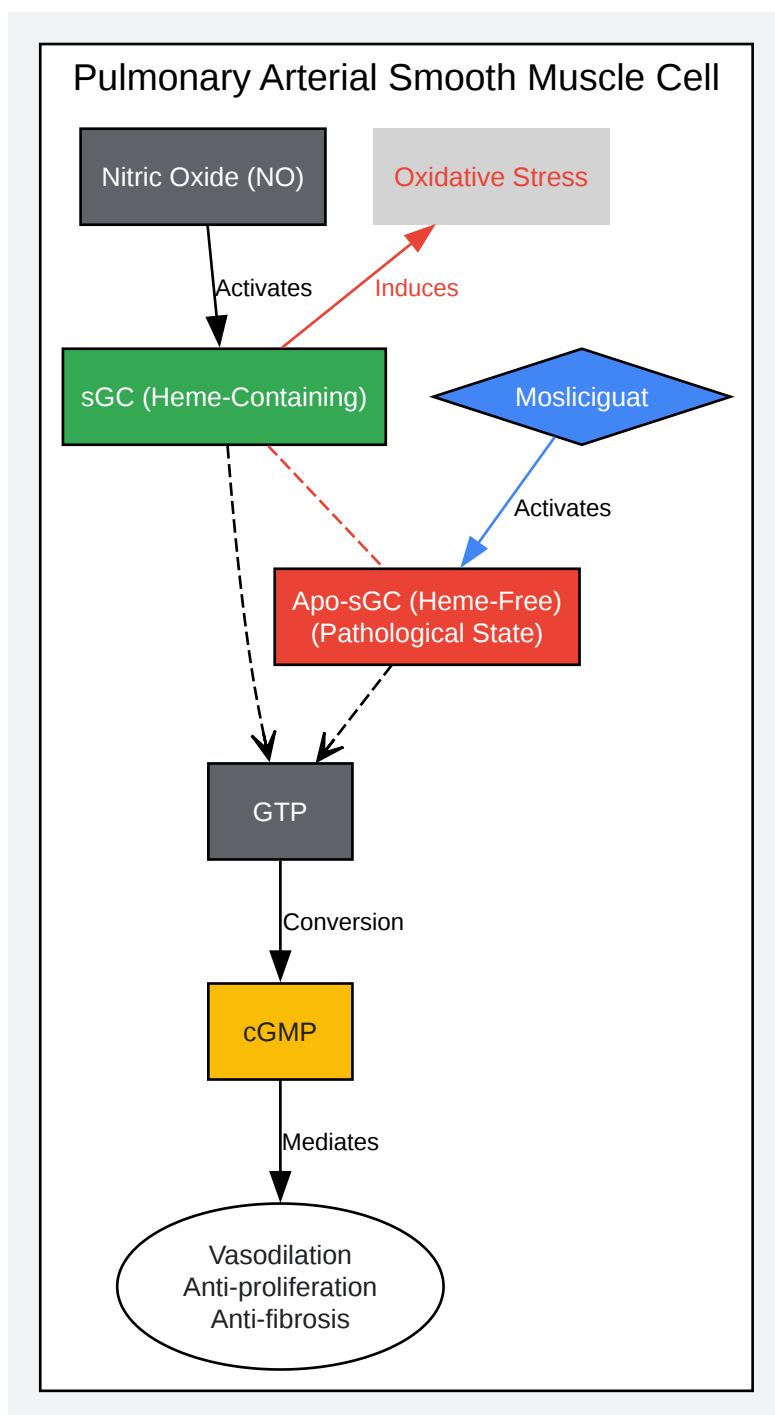 Pulmonary Arterial Smooth Muscle Cell
Nitric Oxide (NO)
Oxidative Stress
Activates
Induces
sGC (Heme-Containing)
Mosliciguat
Activates
Apo-sGC (Heme-Free)
(Pathological State)
GTP
Conversion
cGMP
Mediates
Vasodilation
Anti-proliferation
Anti-fibrosis